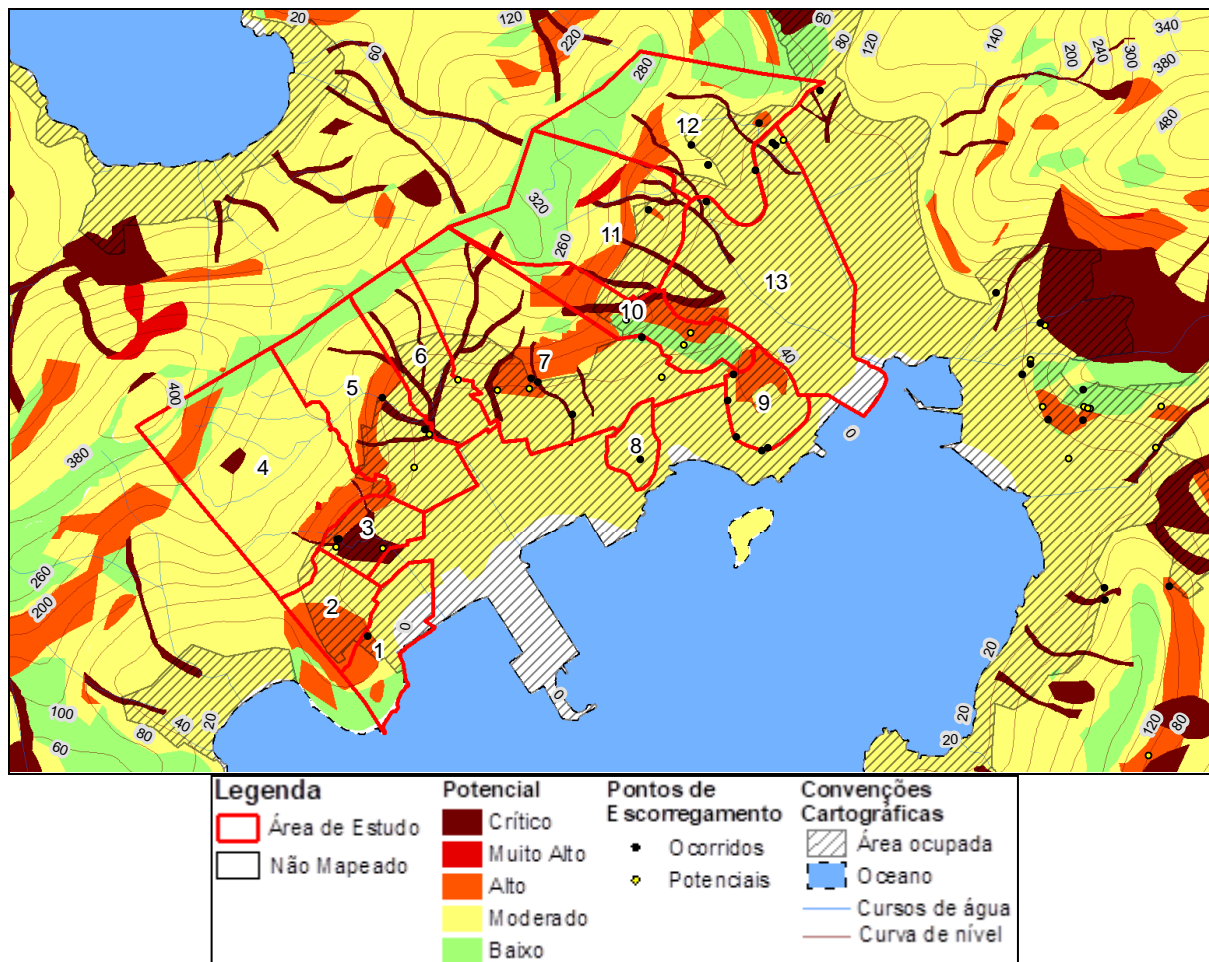 20
120
220
60
60
80
120
140
340
200
240
300
380
480
280
12
320
260
11
13
10
40
6
7
5
9
400
4
8
380
3
260
200
2
0
1
0
0
20
100
40
20
80
60
20
20
120
80
Legenda
Área de Estudo
Não Mapeado
Potencial
Crítico
Muito Alto
Alto
Moderado
Baixo
Pontos de
Escorregamento
Ocorridos
Potenciais
Convenções
Cartográficas
Área ocupada
Oceano
Cursos de água
Curva de nível